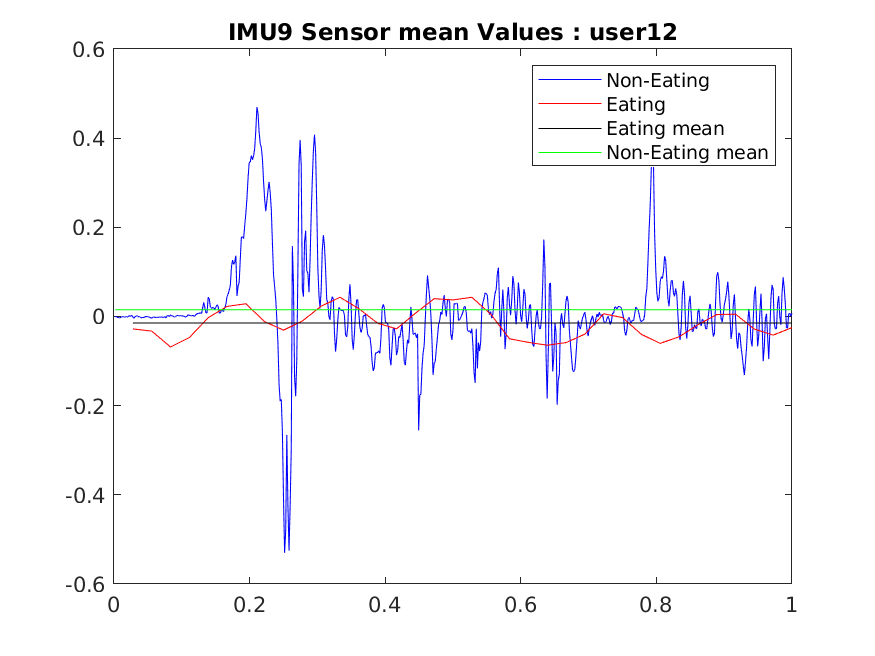 IMU9 Sensor mean Values : user12
0.6
0.4
0.2
0
-0.2
-0.4
-0.6
Non-Eating
Eating
Eating mean
Non-Eating mean
0 0.2 0.4 0.6 0.8 1